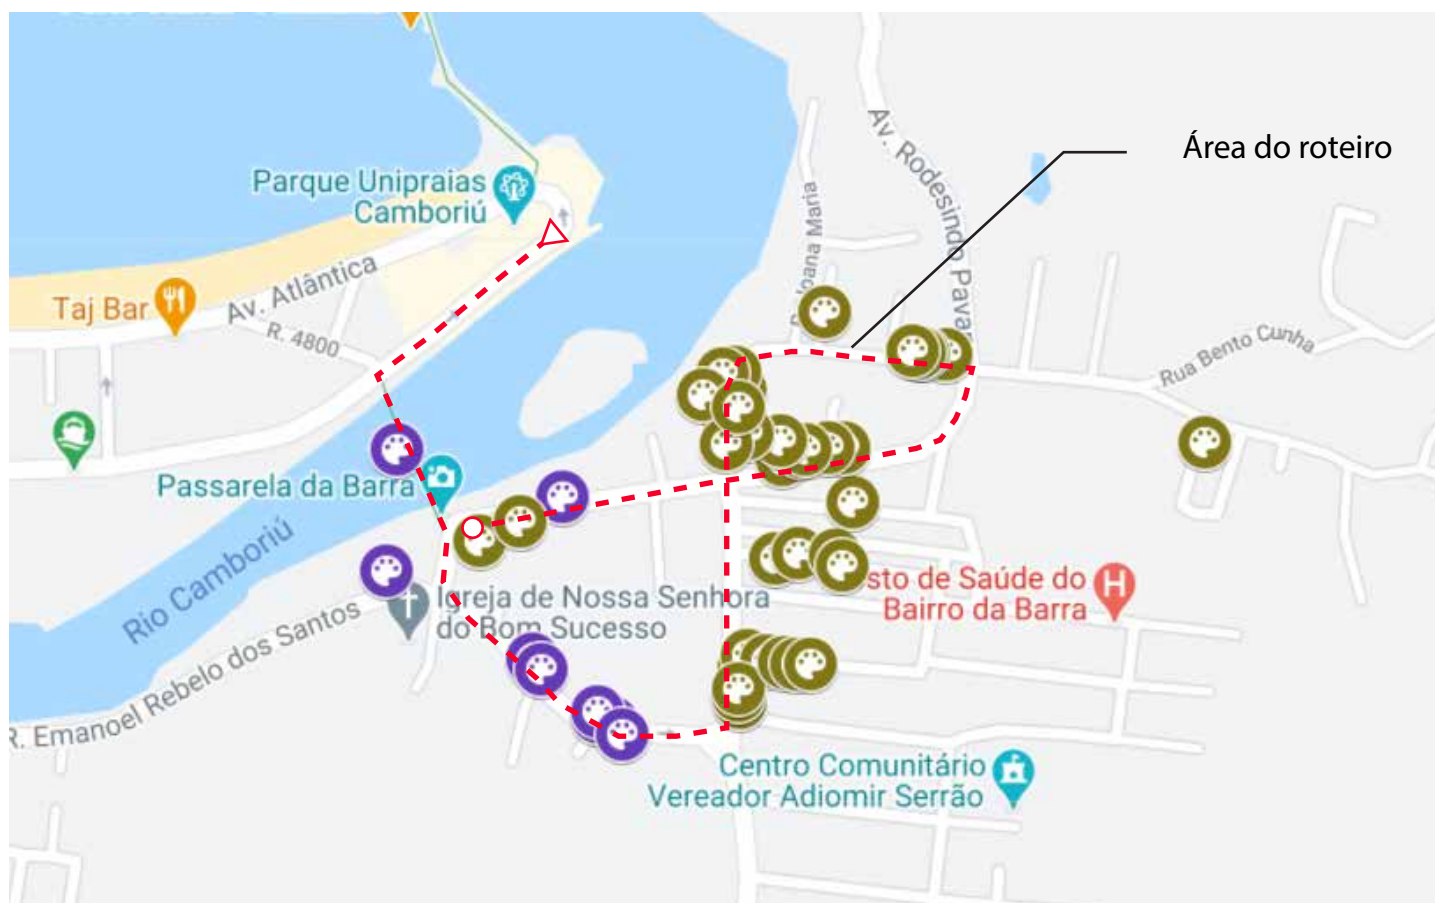 Área do roteiro
Av. Rodesindo Pavan
Joana Maria
Parque Unipraias
Camboriú
Taj Bar
Av. Atlântica
R. 4800
Rua Bento Cunha
Passarela da Barra
Rio Camboriú
sto de Saúde do
Bairro da Barra
H
Igreja de Nossa Senhora
do Bom Sucesso
R. Emanoel Rebelo dos Santos
Centro Comunitário
Vereador Adiomir Serrão